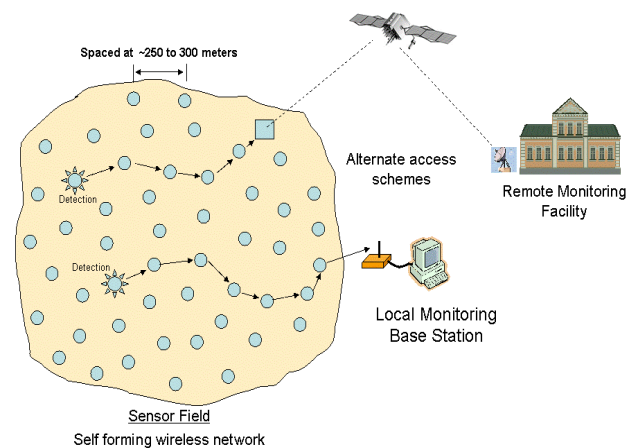 Spaced at ~250 to 300 meters
Alternate access
schemes
Remote Monitoring
Facility
Detection
Detection
Local Monitoring
Base Station
Sensor Field
Self forming wireless network